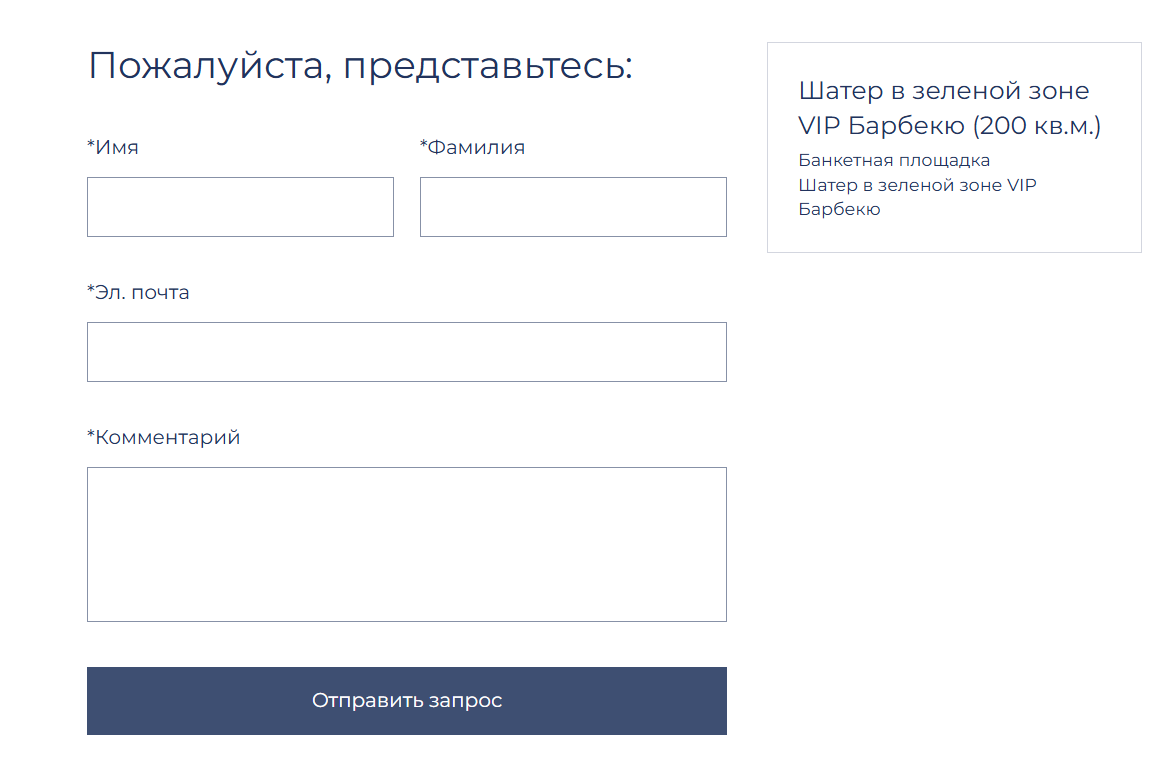 Пожалуйста, представьтесь:
*Имя
*Фамилия
*Эл. почта
*Комментарий
Отправить запрос
Шатер в зеленой зоне
VIP Барбекю (200 кв.м.)
Банкетная площадка
Шатер в зеленой зоне VIP
Барбекю